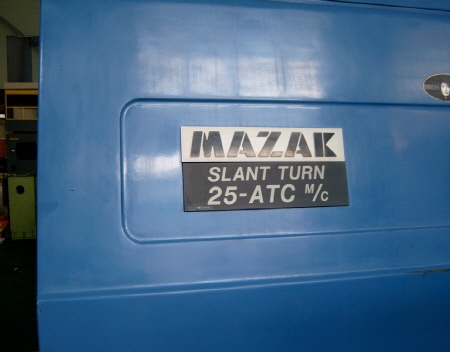 MAZAK
SLANT TURN
25-ATC M/C